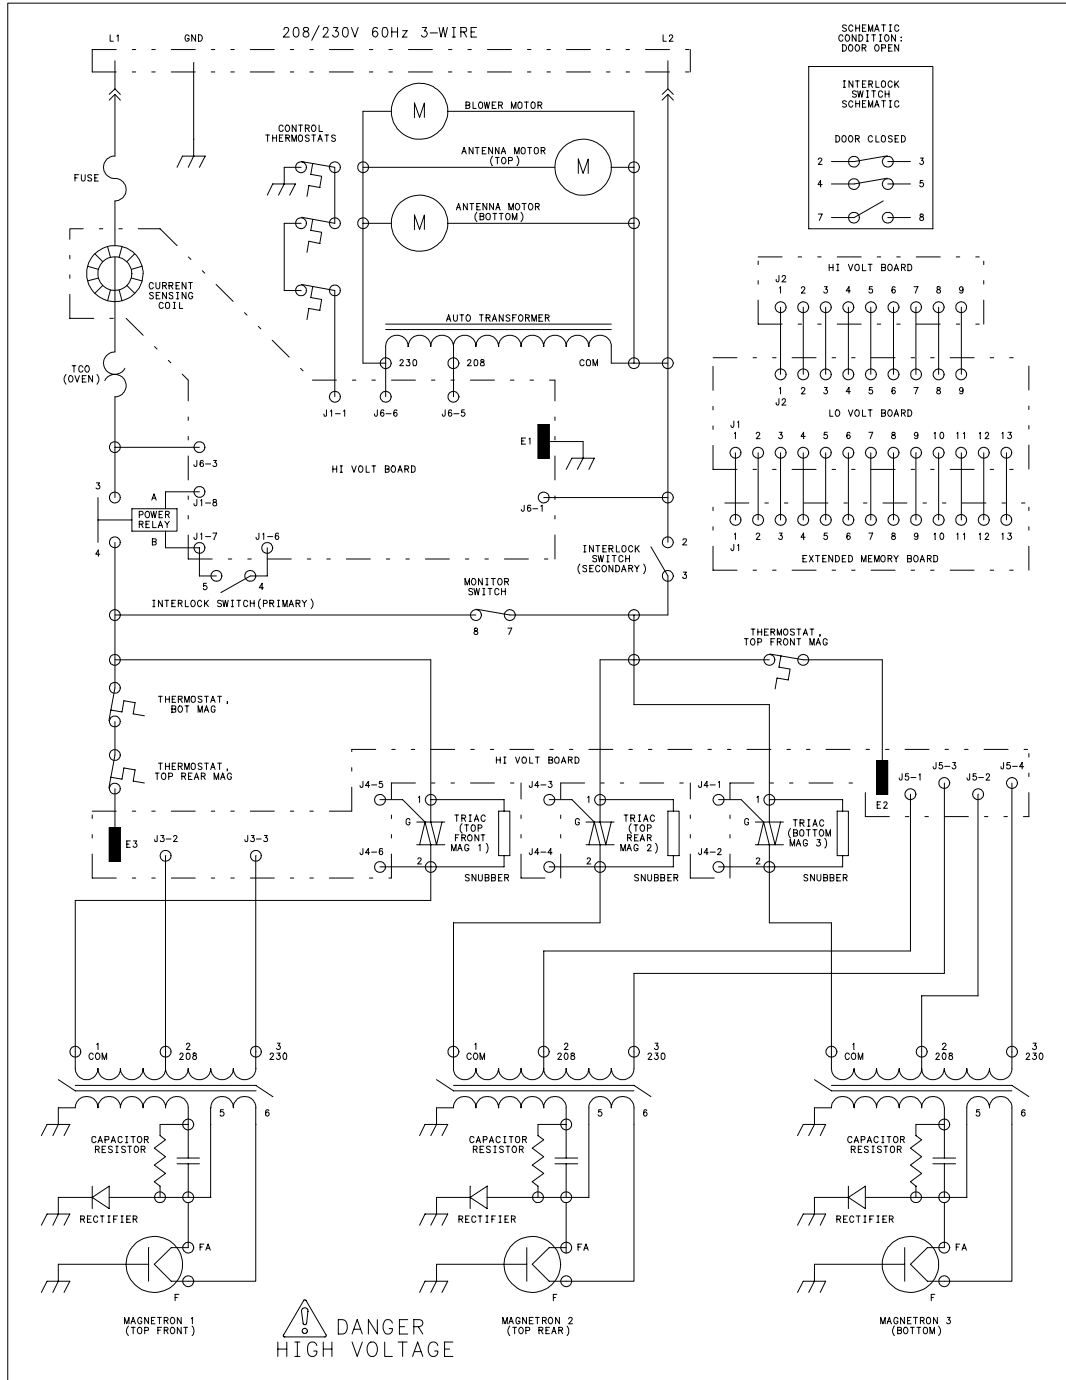 208/230V 60Hz 3-WIRE
L1
GND
L2
SCHEMATIC
CONDITION:
DOOR OPEN
INTERLOCK
SWITCH
SCHEMATIC
DOOR CLOSED
2 3
4 5
7 8
M
BLOWER MOTOR
CONTROL
THERMOSTATS
ANTENNA MOTOR
(TOP)
M
ANTENNA MOTOR
(BOTTOM)
M
FUSE
CURRENT
SENSING
COIL
AUTO TRANSFORMER
230
208
COM
TCO
(OVEN)
J1-1
J6-6
J6-5
E1
HI VOLT BOARD
J6-3
J6-1
3
A
J1-8
POWER
RELAY
B
J1-7
J1-6
4
5
4
INTERLOCK SWITCH(PRIMARY)
INTERLOCK
SWITCH
(SECONDARY)
2
3
MONITOR
SWITCH
8
7
HI VOLT BOARD
J2
1 2 3 4 5 6 7 8 9
1 2 3 4 5 6 7 8 9
J2
LO VOLT BOARD
J1
1 2 3 4 5 6 7 8 9 10 11 12 13
1 2 3 4 5 6 7 8 9 10 11 12 13
J1
EXTENDED MEMORY BOARD
THERMOSTAT,
TOP FRONT MAG
THERMOSTAT,
BOT MAG
THERMOSTAT,
TOP REAR MAG
HI VOLT BOARD
E3
J3-2
J3-3
J4-5
1
G
TRIAC
(TOP
FRONT
MAG 1)
J4-6
2
SNUBBER
J4-3
1
G
TRIAC
(TOP
REAR
MAG 2)
J4-4
2
SNUBBER
J4-1
1
G
TRIAC
(BOTTOM
MAG 3)
J4-2
2
SNUBBER
E2
J5-1
J5-3
J5-2
J5-4
1
COM
2
208
3
230
5
6
CAPACITOR
RESISTOR
RECTIFIER
FA
F
MAGNETRON 1
(TOP FRONT)
1
COM
2
208
3
230
5
6
CAPACITOR
RESISTOR
RECTIFIER
FA
F
MAGNETRON 2
(TOP REAR)
1
COM
2
208
3
230
5
6
CAPACITOR
RESISTOR
RECTIFIER
FA
F
MAGNETRON 3
(BOTTOM)
! DANGER
HIGH VOLTAGE